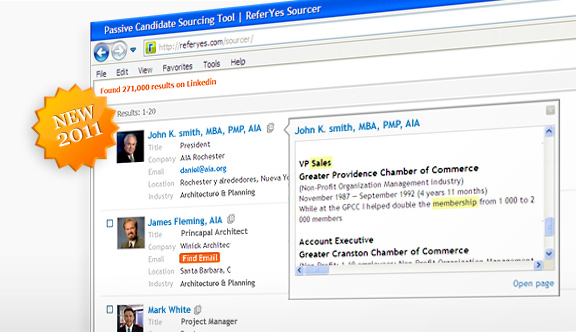 Passive Candidate Sourcing Tool | ReferYes Sourcer
http://referyes.com/sourcer/
File Edit View Favorites Tools Help
Found 271,000 results on Linkedin
Results: 1-20
NEW
2011
John K. smith, MBA, PMP, AIA
Title President
Company AIA Rochester
Email daniel@aia.org
Location Rochester y alrededores, Nueva Yo
Industry Architecture & Planning
James Fleming, AIA
Title Princapal Architect
Company Winick Architec
Email Find Email
Location Santa Barbara, C
Industry Architecture & Planning
Mark White
Title Project Manager
John K. smith, MBA, PMP, AIA
VP Sales
Greater Providence Chamber of Commerce
(Non-Profit Organization Management Industry)
November 1987 — September 1992 (4 years 11 months)
While at the GPCC I helped double the membership from 1 000 to 2
000 members
Account Executive
Greater Cranston Chamber of Commerce
Open page